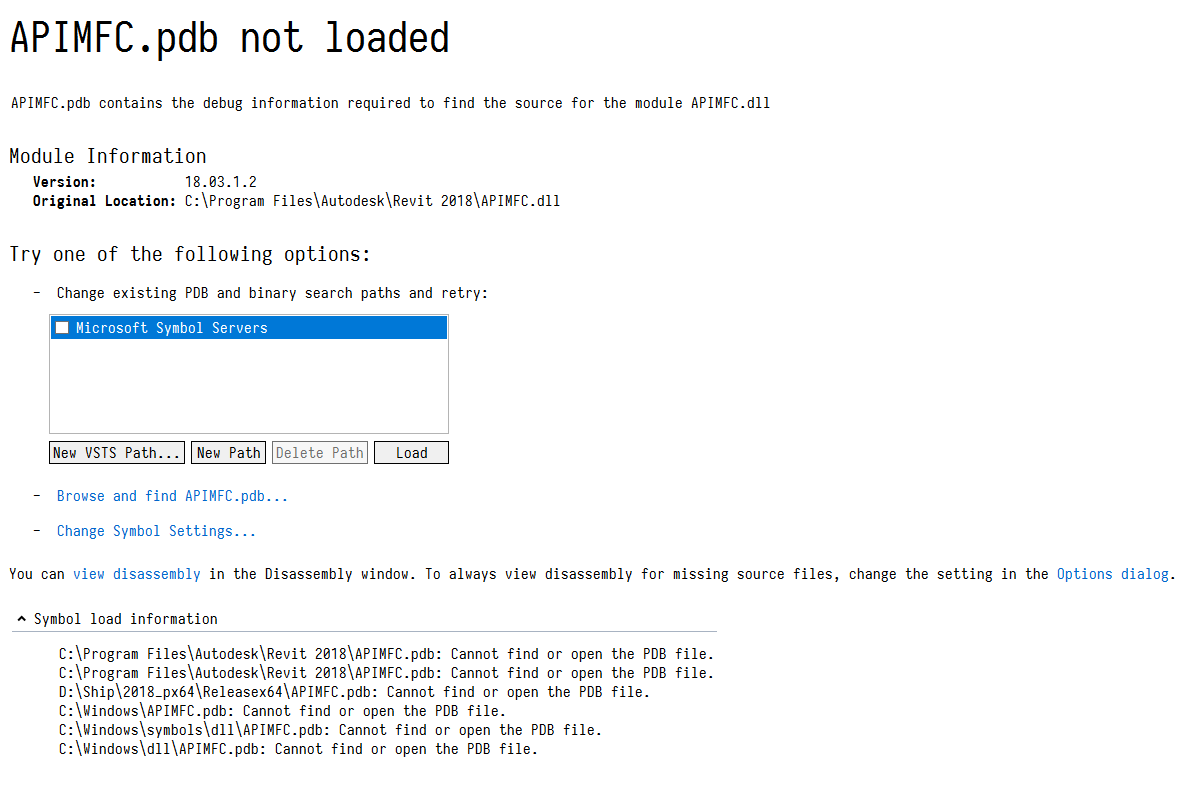 APIMFC.pdb not loaded
APIMFC.pdb contains the debug information required to find the source for the module APIMFC.dll
Module Information
Version: 18.03.1.2
Original Location: C:\Program Files\Autodesk\Revit 2018\APIMFC.dll
Try one of the following options:
- Change existing PDB and binary search paths and retry:
Microsoft Symbol Servers
New VSTS Path... New Path Delete Path Load
- Browse and find APIMFC.pdb...
- Change Symbol Settings...
You can view disassembly in the Disassembly window. To always view disassembly for missing source files, change the setting in the Options dialog.
Symbol load information
C:\Program Files\Autodesk\Revit 2018\APIMFC.pdb: Cannot find or open the PDB file.
C:\Program Files\Autodesk\Revit 2018\APIMFC.pdb: Cannot find or open the PDB file.
D:\Ship\2018_px64\Releasex64\APIMFC.pdb: Cannot find or open the PDB file.
C:\Windows\APIMFC.pdb: Cannot find or open the PDB file.
C:\Windows\symbols\dll\APIMFC.pdb: Cannot find or open the PDB file.
C:\Windows\dll\APIMFC.pdb: Cannot find or open the PDB file.